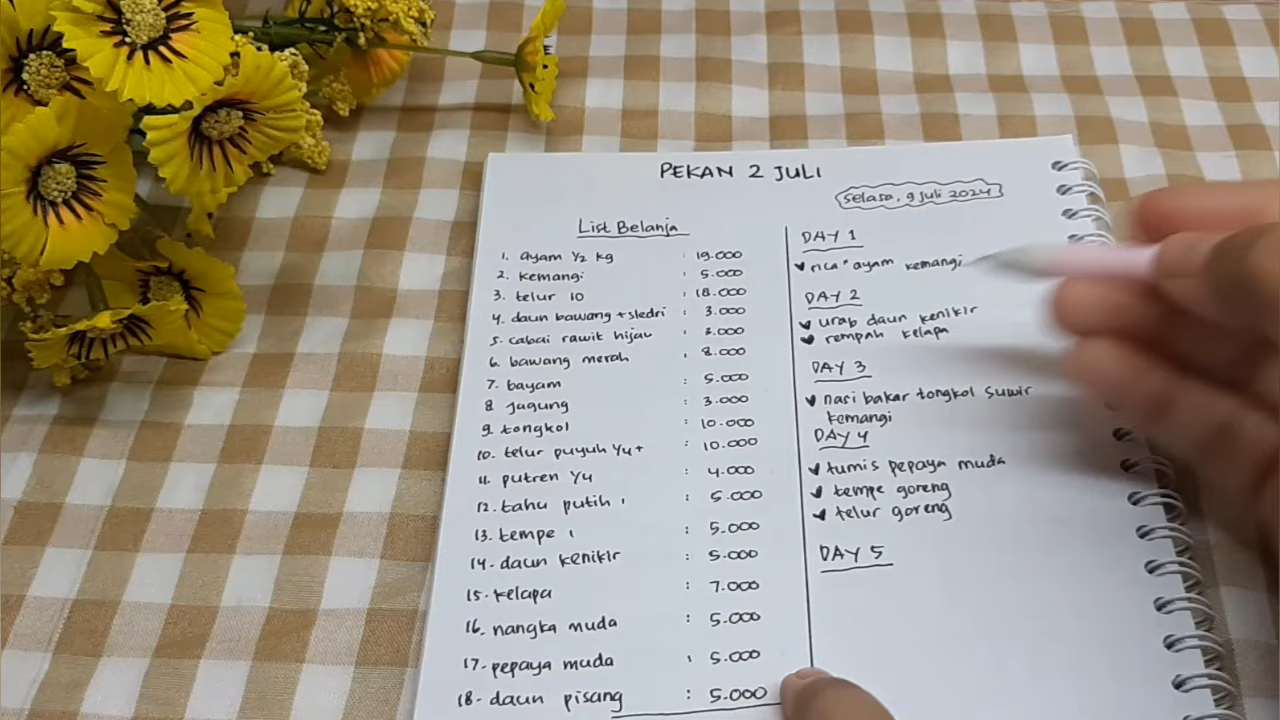 PEKAN 2 JULI
selasa, 9 juli 2024
List Belanja
1. ayam 1/2 kg : 19.000
2. kemangi : 5.000
3. telur 10 : 18.000
4. daun bawang + sledri : 3.000
5. cabai rawit hijau : 3.000
6. bawang merah : 8.000
7. bayam : 5.000
8 jagung : 3.000
9. tongkol : 10.000
10. telur puyuh 1/4 + : 10.000
11. putren 1/4 : 4.000
12. tahu putih 1 : 5.000
13. tempe 1 : 5.000
14. daun kenikir : 5.000
15. kelapa : 7.000
16. nangka muda : 5.000
17. pepaya muda : 5.000
18. daun pisang : 5.000
DAY 1
rica" ayam kemangi
DAY 2
urab daun kenikir
rempah kelapa
DAY 3
nasi bakar tongkol suwir
kemangi
DAY 4
tumis pepaya muda
tempe goreng
telur goreng
DAY 5